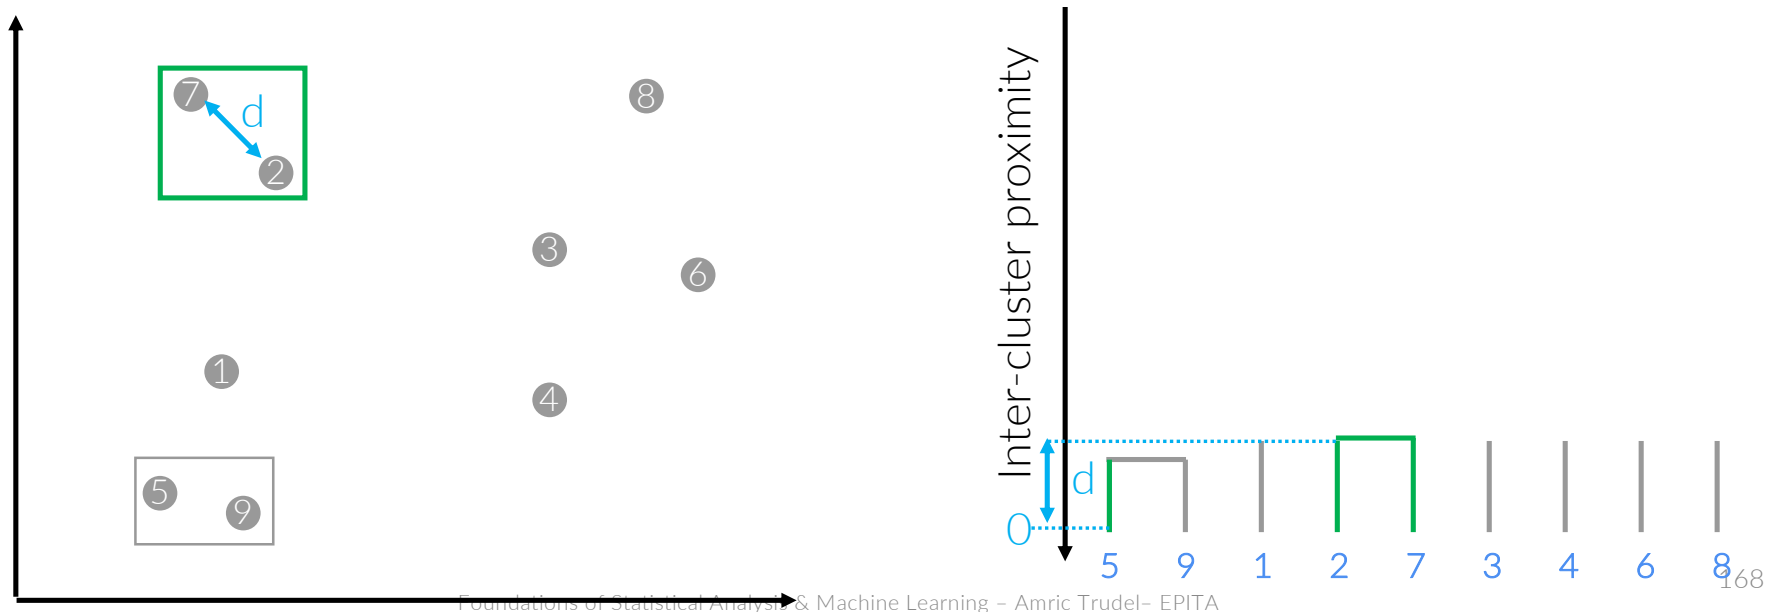 7
d
2
8
3
6
1
4
5
9
Inter-cluster proximity
d
0
5 9 1 2 7 3 4 6 8
168
Foundations of Statistical Analysis & Machine Learning – Amric Trudel– EPITA